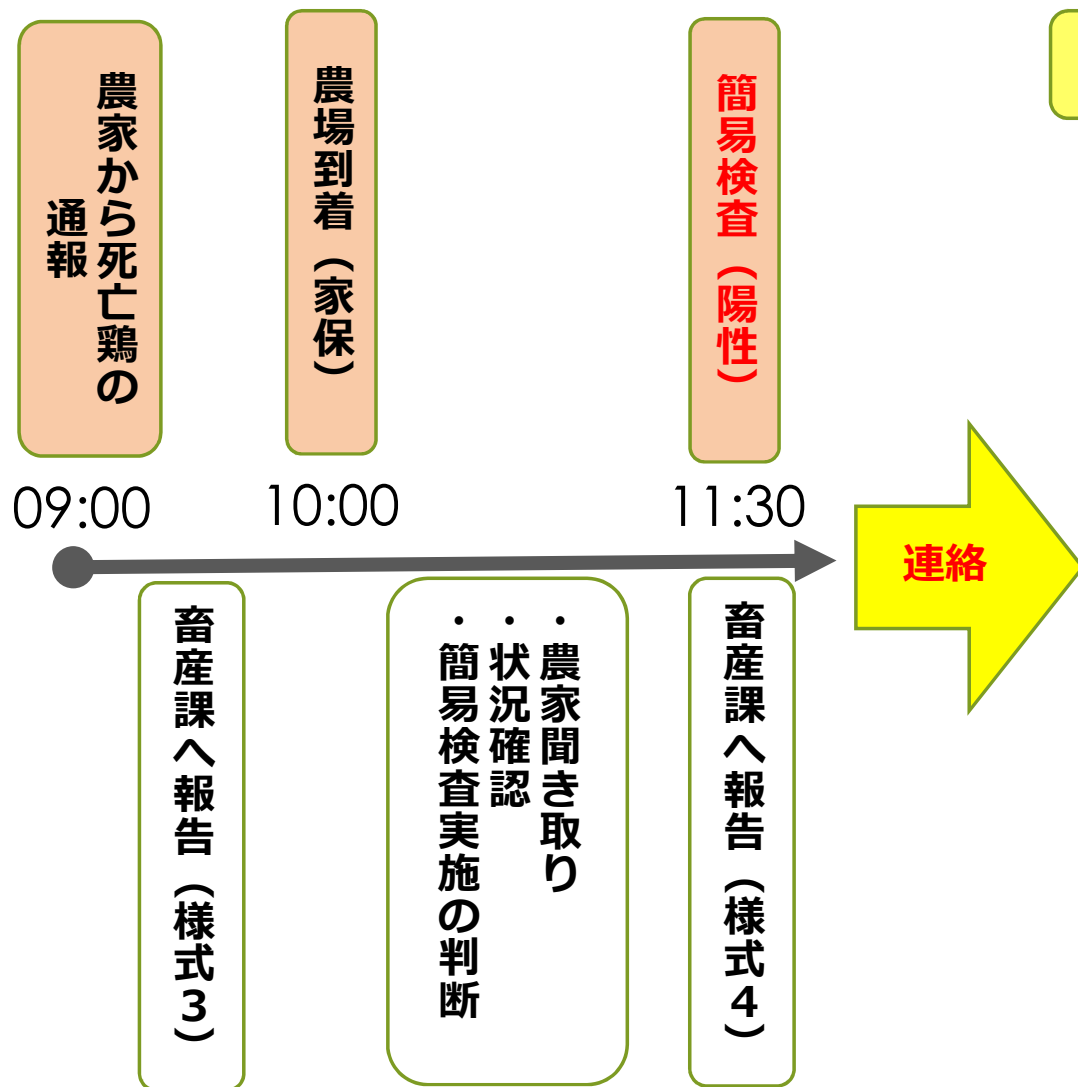 農家から死亡鶏の
通報
農場到着（家保）
簡易検査（陽性）
09:00
10:00
11:30
連絡
畜産課へ報告（様式３）
・農家聞き取り
・状況確認
・簡易検査実施の判断
畜産課へ報告（様式４）